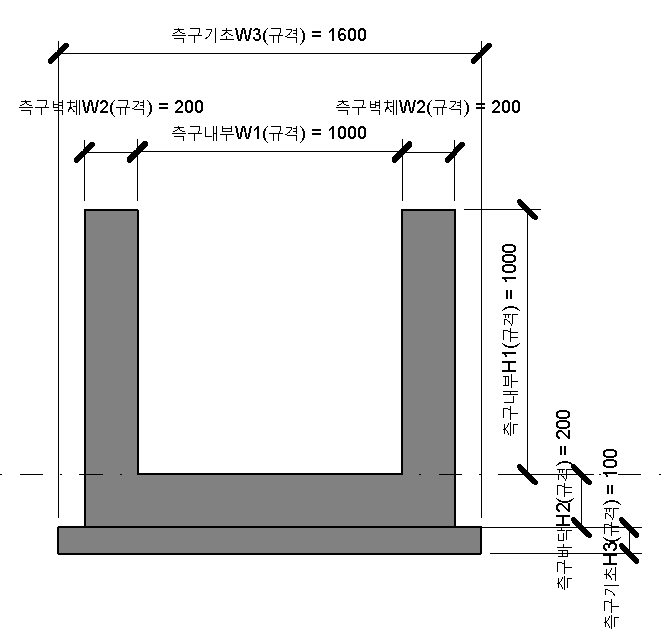 측구기초W3(규격) = 1600
측구벽체W2(규격) = 200
측구벽체W2(규격) = 200
측구내부W1(규격) = 1000
측구내부H1(규격) = 1000
측구바닥H2(규격) = 200
측구기초H3(규격) = 100